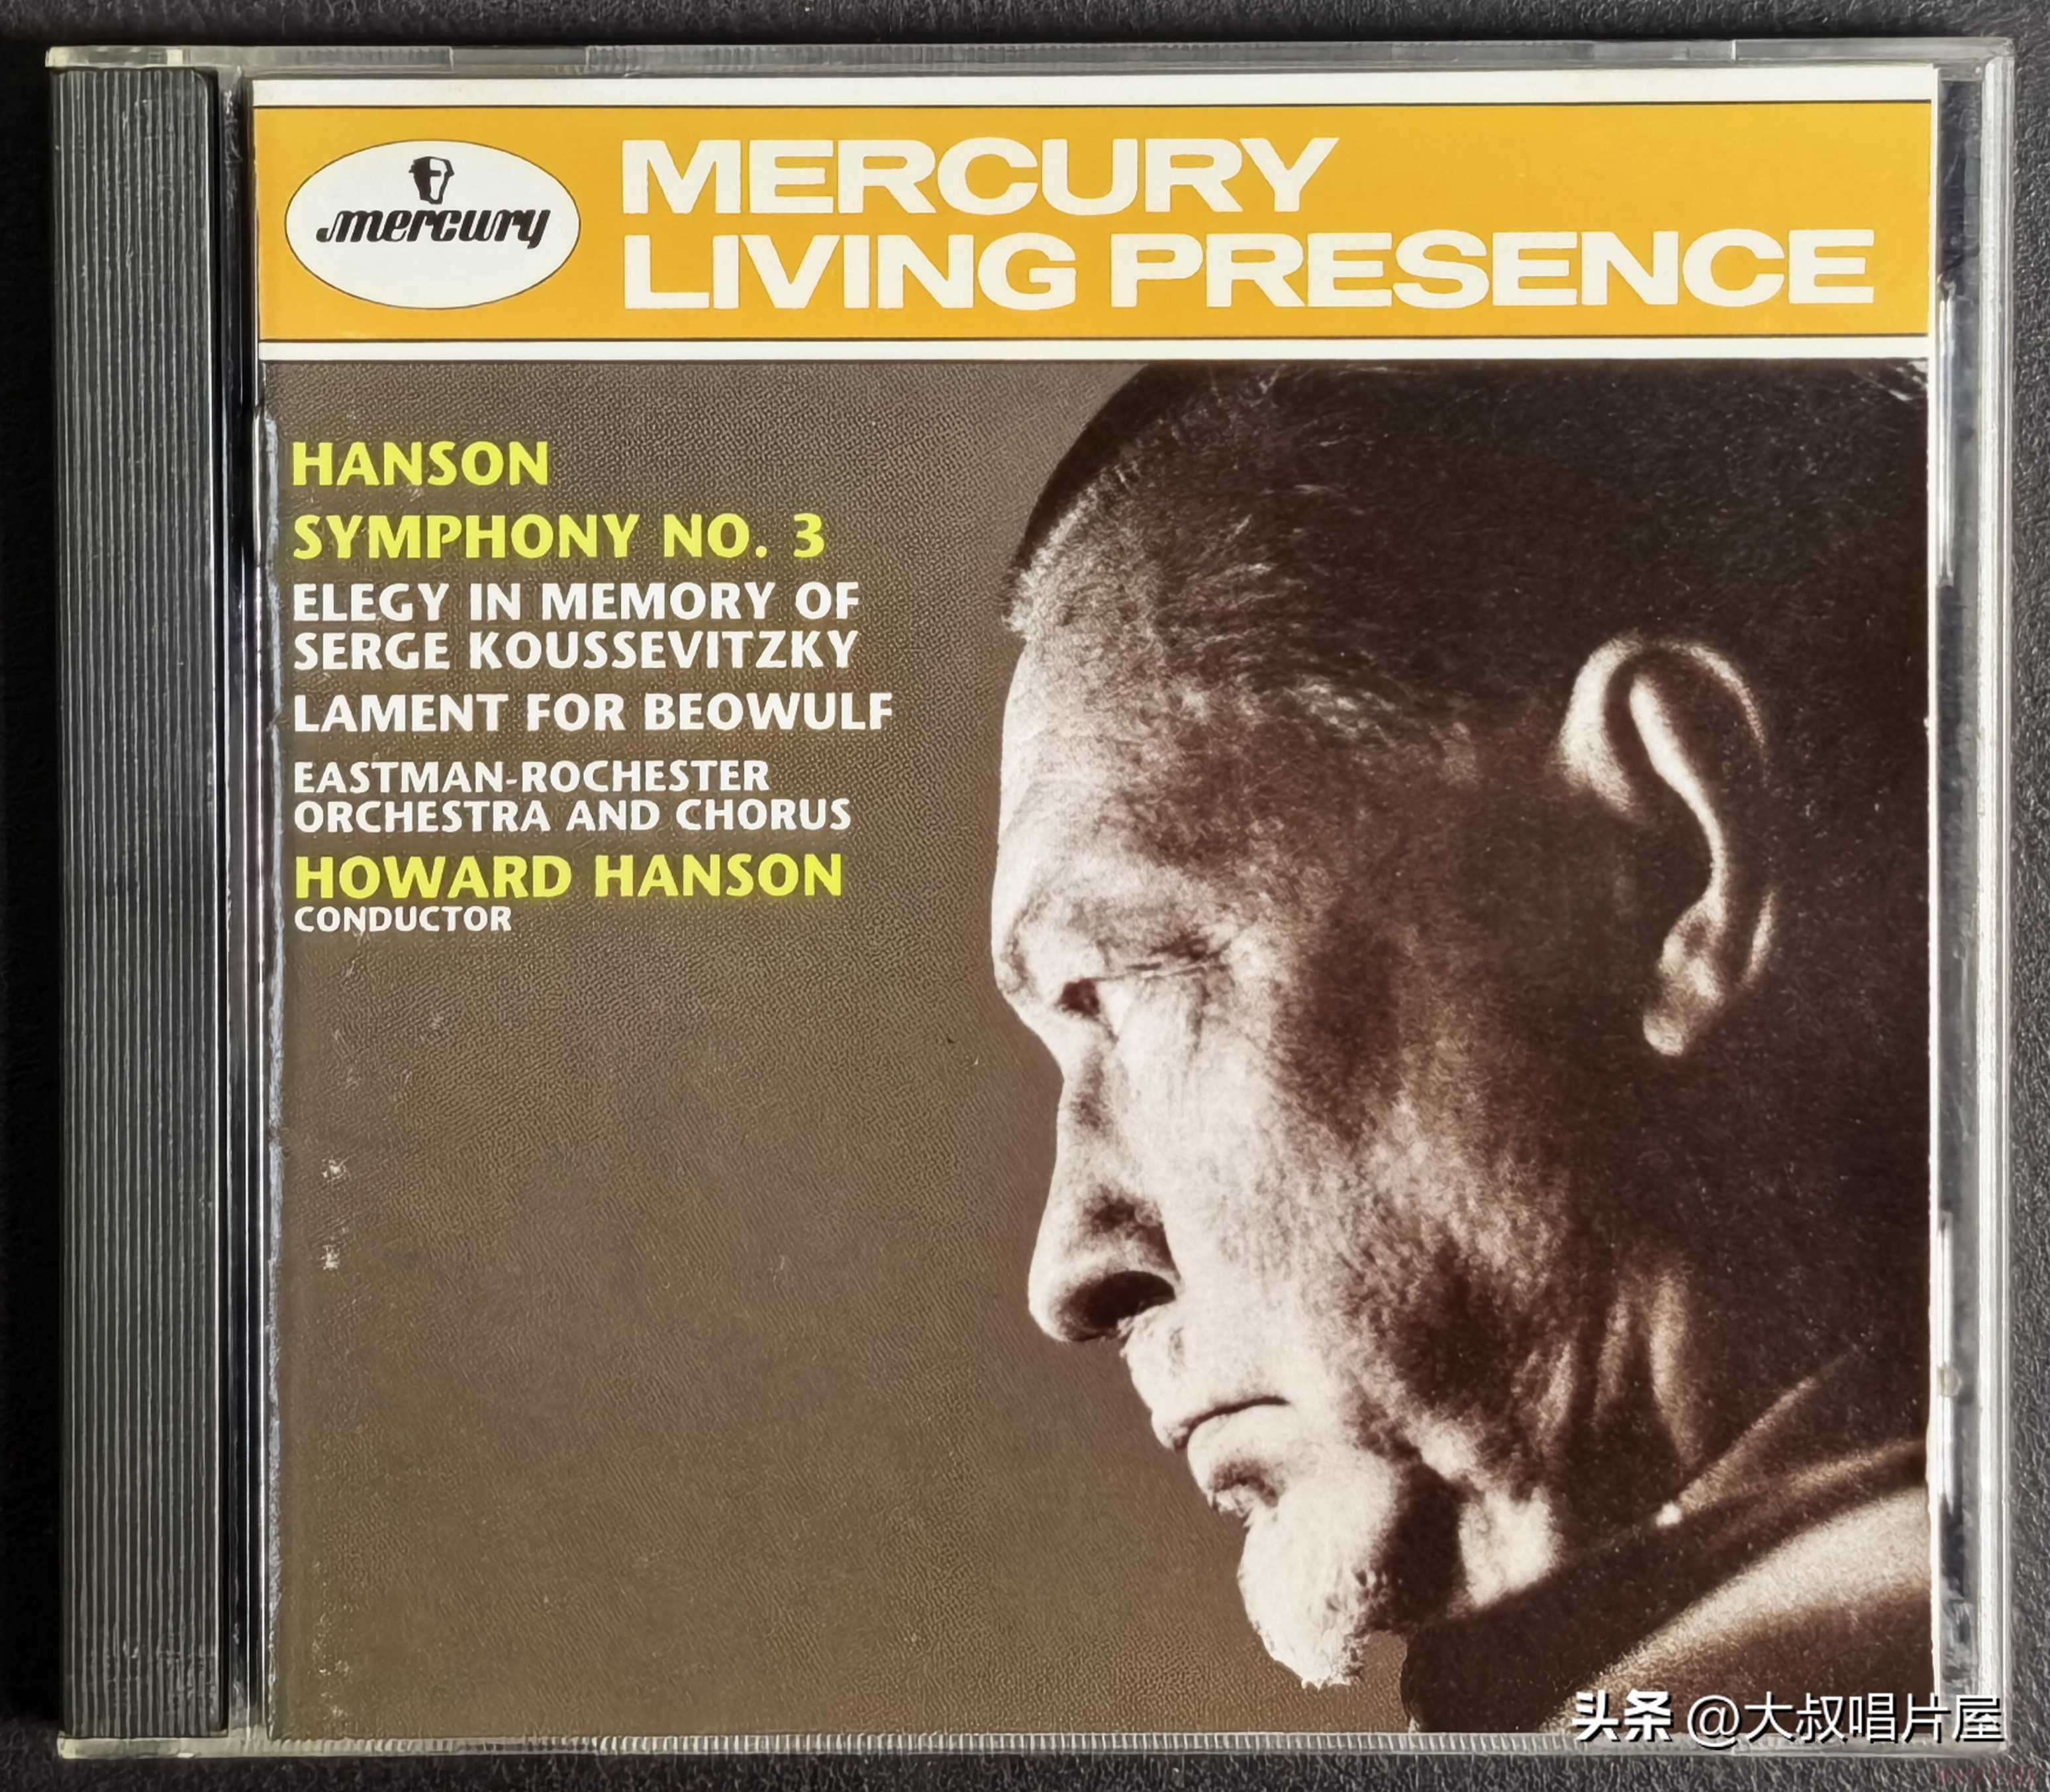 mercury
MERCURY
LIVING PRESENCE
HANSON
SYMPHONY NO. 3
ELEGY IN MEMORY OF
SERGE KOUSSEVITZKY
LAMENT FOR BEOWULF
EASTMAN-ROCHESTER
ORCHESTRA AND CHORUS
HOWARD HANSON
CONDUCTOR
头条 @大叔唱片屋